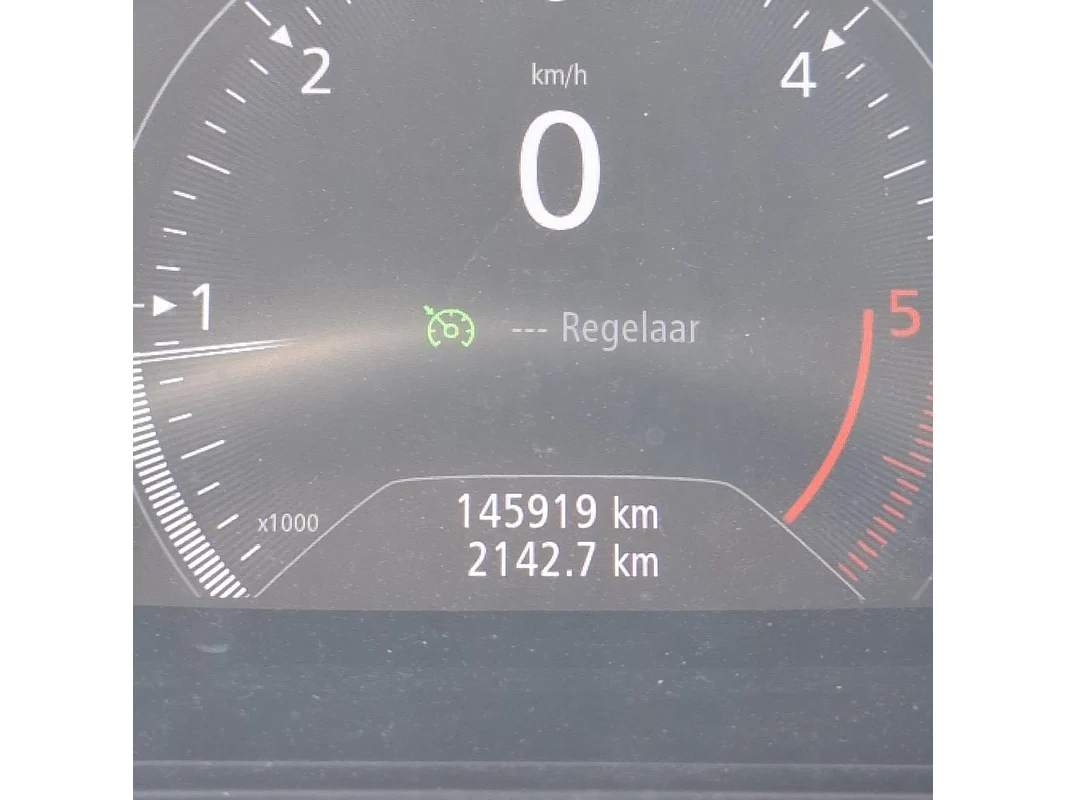 2
4
km/h
0
1
5
--- Regelaar
x1000
145919 km
2142.7 km